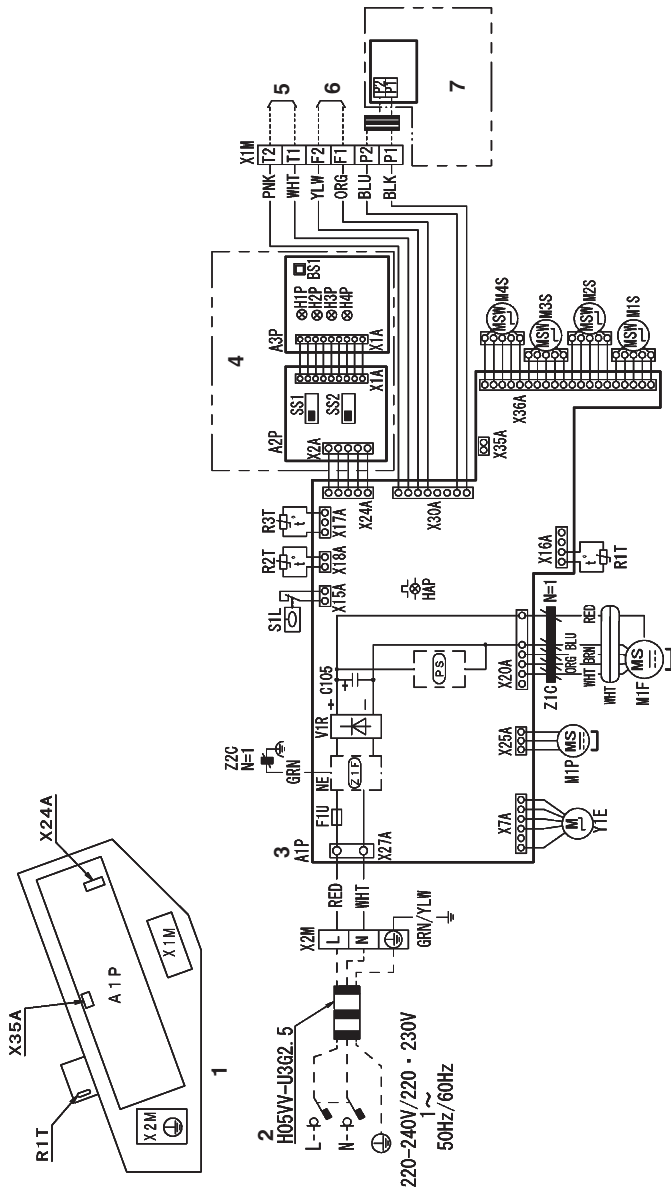 1
X35A
X24A
R1T
A1P
X1M
X2M
2
H05VV-U3G2.5
L
N
220-240V/220・230V
1~
50Hz/60Hz
X2M
L
N
RED
WHT
GRN/YLW
3
A1P
X27A
F1U
NE
Z1F
Z2C
N=1
GRN
V1R
+
-
C105
+
PS
HAP
S1L
X15A
R2T
t°
X18A
R3T
t°
X17A
X24A
X30A
X35A
X36A
X16A
t°
R1T
X7A
M
Y1E
X25A
MS
M1P
X20A
Z1C
N=1
WHT
BRN
ORG
BLU
RED
WHT
MS
M1F
4
A2P
SS1
SS2
X2A
X1A
A3P
BS1
H1P
H2P
H3P
H4P
X1A
X1M
PNK
T2
WHT
T1
YLW
F2
ORG
F1
BLU
P2
BLK
P1
5
6
7
P2
P1
MSW
M4S
MSW
M3S
MSW
M2S
MSW
M1S